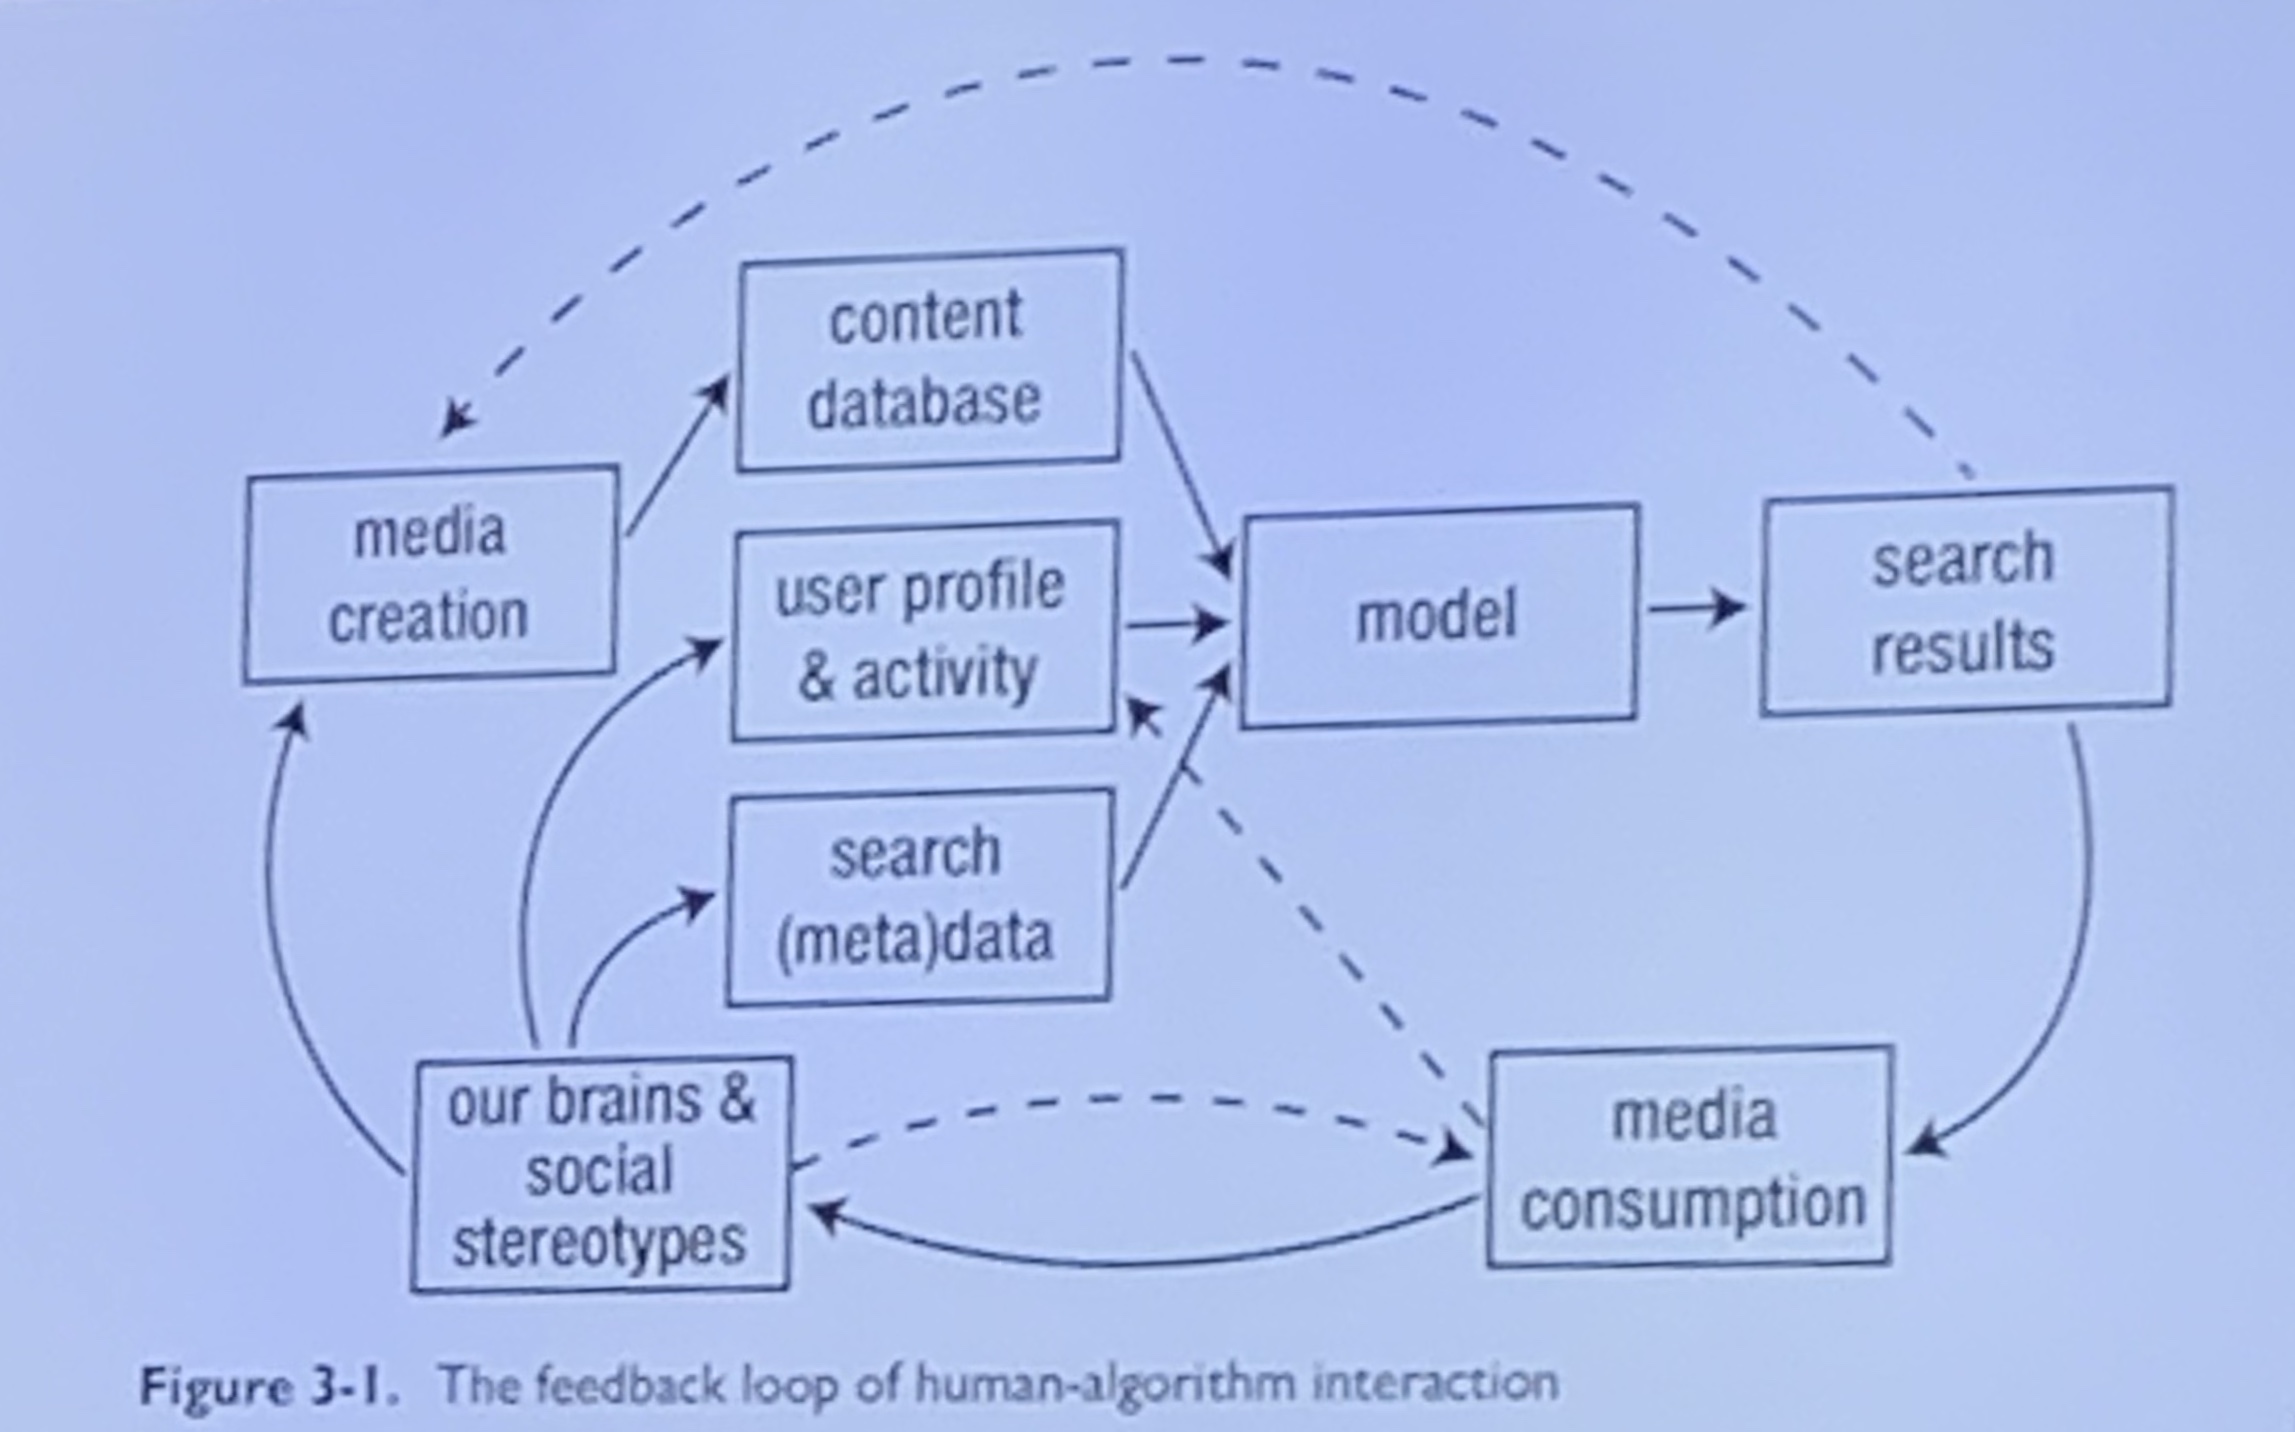 content
database
media
creation
user profile
& activity
model
search
results
search
(meta)data
our brains &
social
stereotypes
media
consumption
Figure 3-1. The feedback loop of human-algorithm interaction